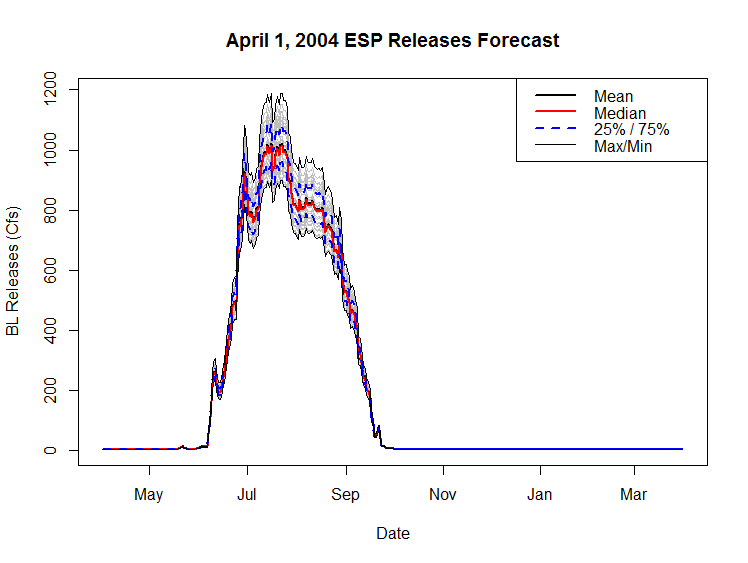 April 1, 2004 ESP Releases Forecast
Mean
Median
25% / 75%
Max/Min
BL Releases (Cfs)
1200
1000
800
600
400
200
0
May Jul Sep Nov Jan Mar
Date